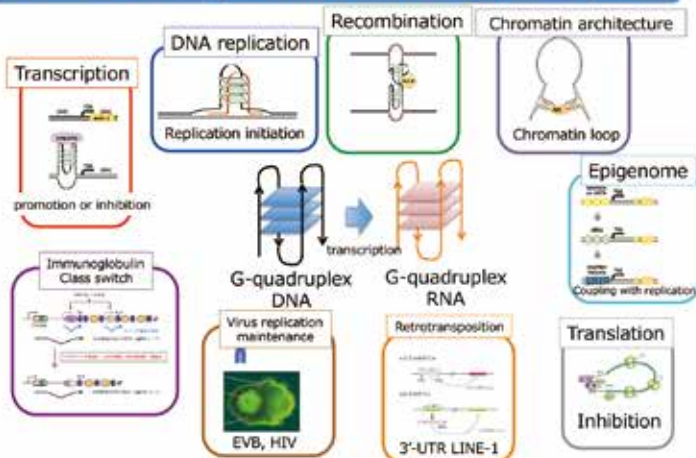 Recombination
Chromatin architecture
DNA replication
Transcription
Replication initiation
Chromatin loop
Epigenome
promotion or inhibition
transcription
Coupling with replication
Immunoglobulin
Class switch
G-quadruplex
DNA
G-quadruplex
RNA
Virus replication
maintenance
Retrotransposition
Translation
Inhibition
EVB, HIV
3'-UTR LINE-1